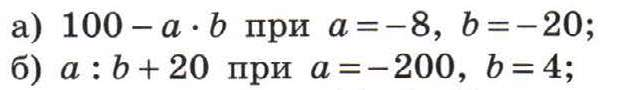 а) 100 – a · b при a = –8, b = –20;
б) a : b + 20 при a = –200, b = 4;